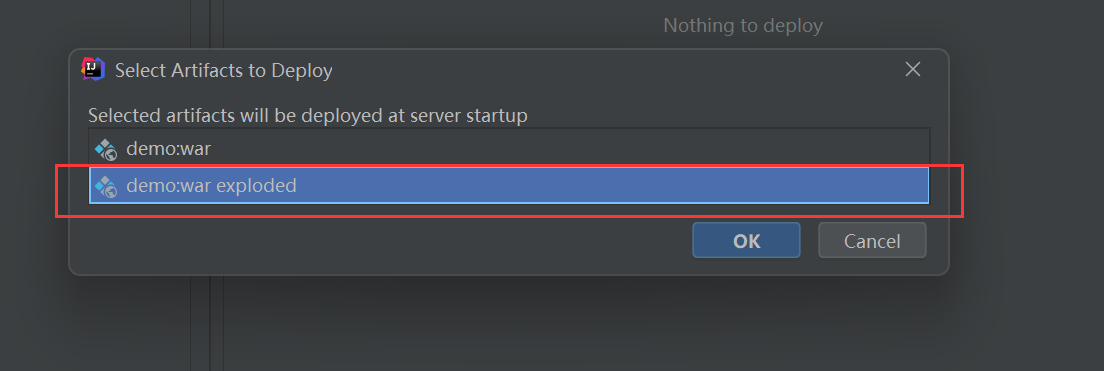 Nothing to deploy
Select Artifacts to Deploy
Selected artifacts will be deployed at server startup
demo:war
demo:war exploded
OK
Cancel